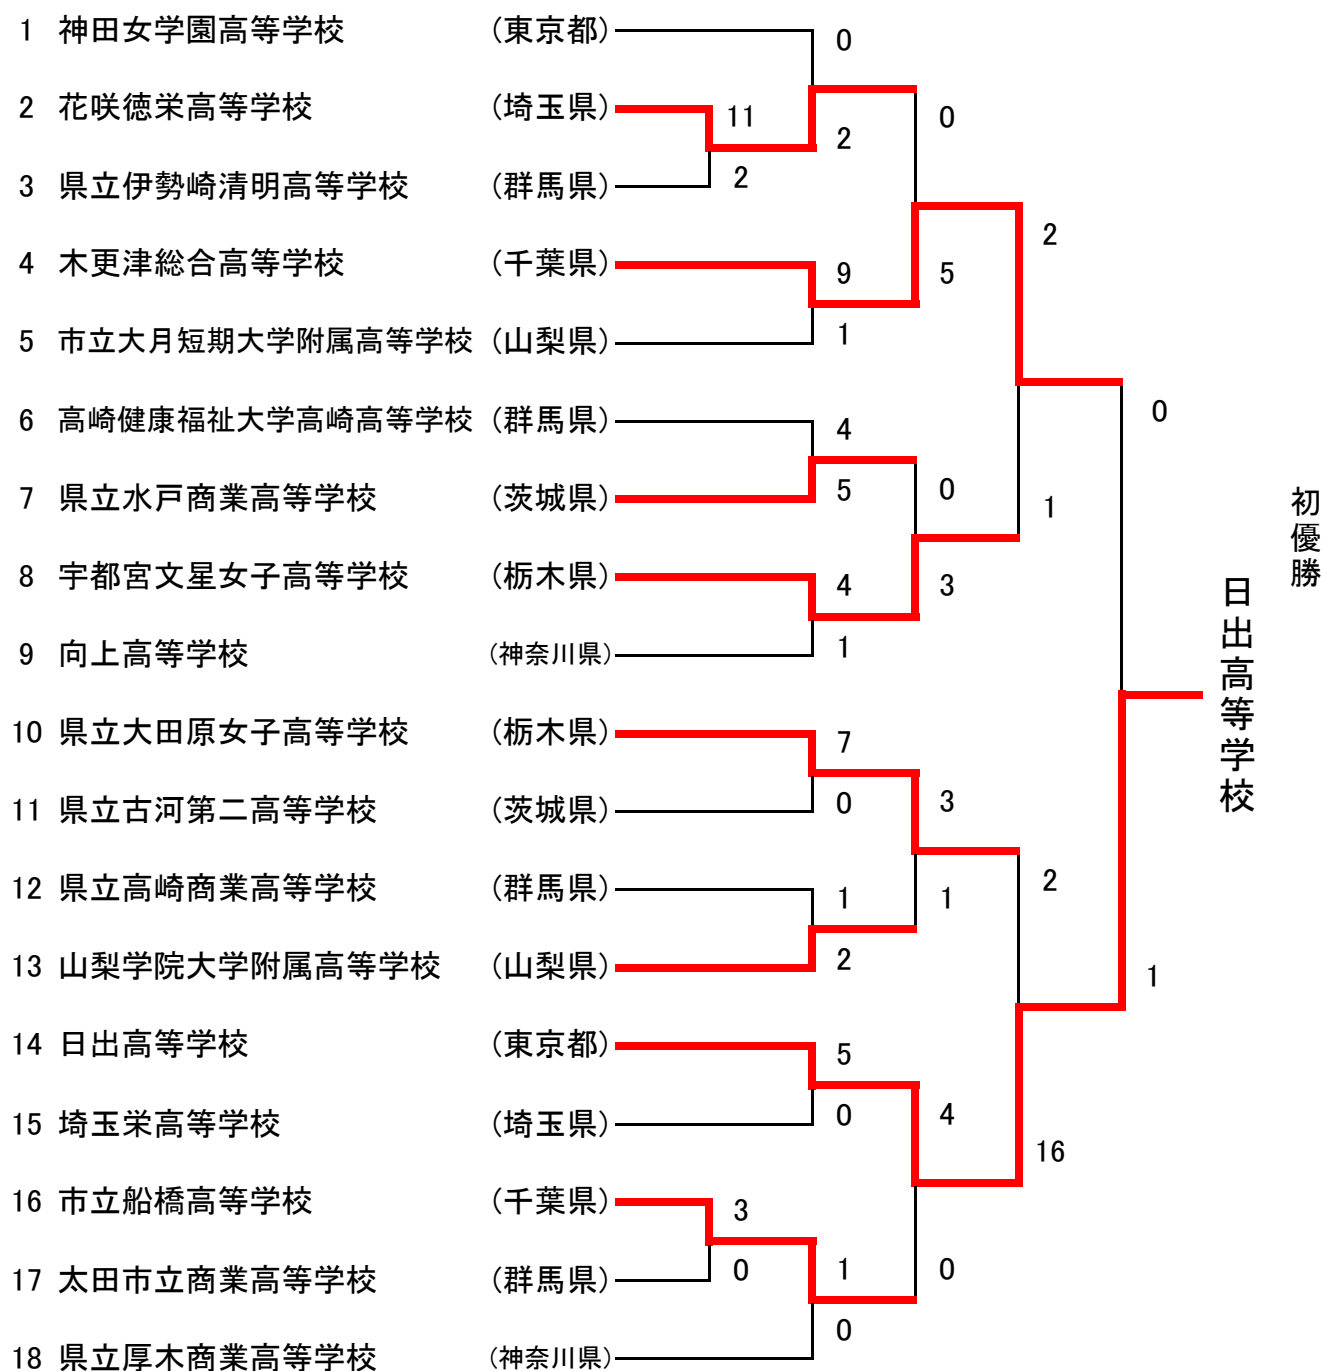 1 神田女学園高等学校 (東京都) 0
2 花咲徳栄高等学校 (埼玉県) 11 2 0
3 県立伊勢崎清明高等学校 (群馬県) 2
2
4 木更津総合高等学校 (千葉県) 9 5
5 市立大月短期大学附属高等学校 (山梨県) 1
6 高崎健康福祉大学高崎高等学校 (群馬県) 4
0
7 県立水戸商業高等学校 (茨城県) 5 0
1
初優勝
8 宇都宮文星女子高等学校 (栃木県) 4 3
9 向上高等学校 (神奈川県) 1
日出高等学校
10 県立大田原女子高等学校 (栃木県) 7
11 県立古河第二高等学校 (茨城県) 0 3
12 県立高崎商業高等学校 (群馬県) 1 1 2
13 山梨学院大学附属高等学校 (山梨県) 2 1
14 日出高等学校 (東京都) 5
15 埼玉栄高等学校 (埼玉県) 0 4
16
16 市立船橋高等学校 (千葉県) 3
17 太田市立商業高等学校 (群馬県) 0 1 0
0
18 県立厚木商業高等学校 (神奈川県)